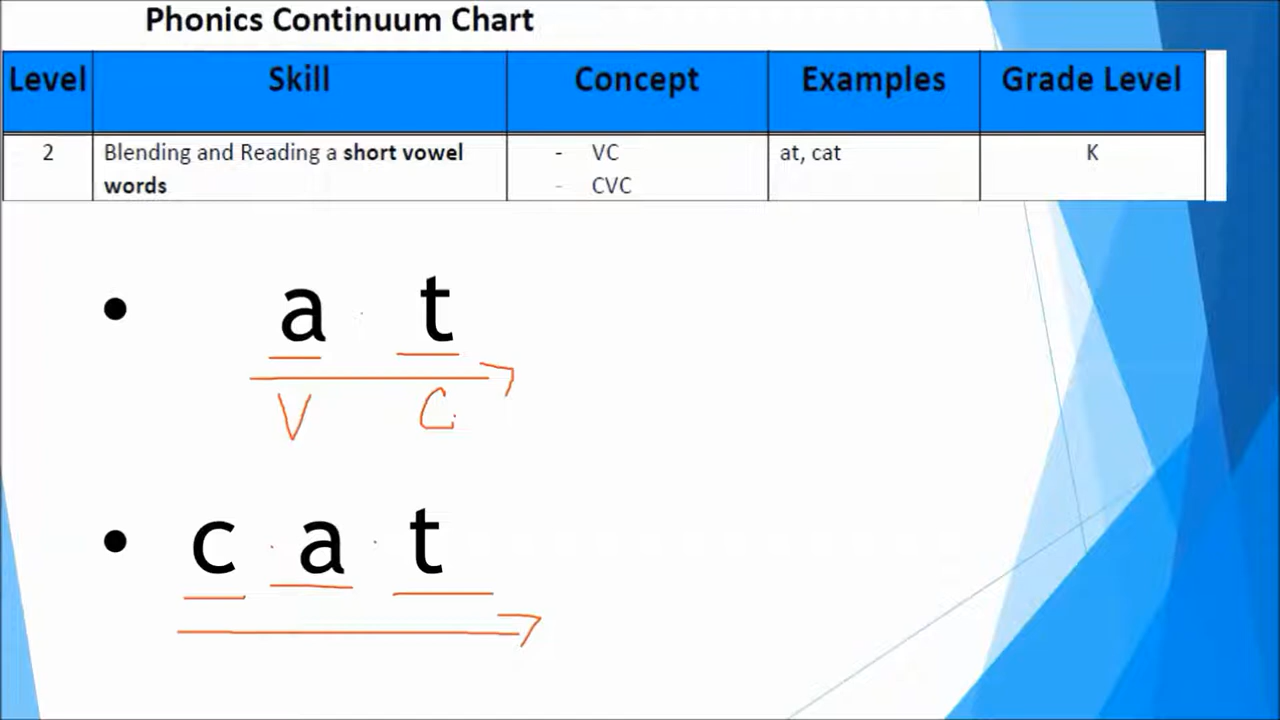 Phonics Continuum Chart
Level Skill Concept Examples Grade Level
2 Blending and Reading a short vowel words - VC - CVC at, cat K
• a t
V C
• c a t